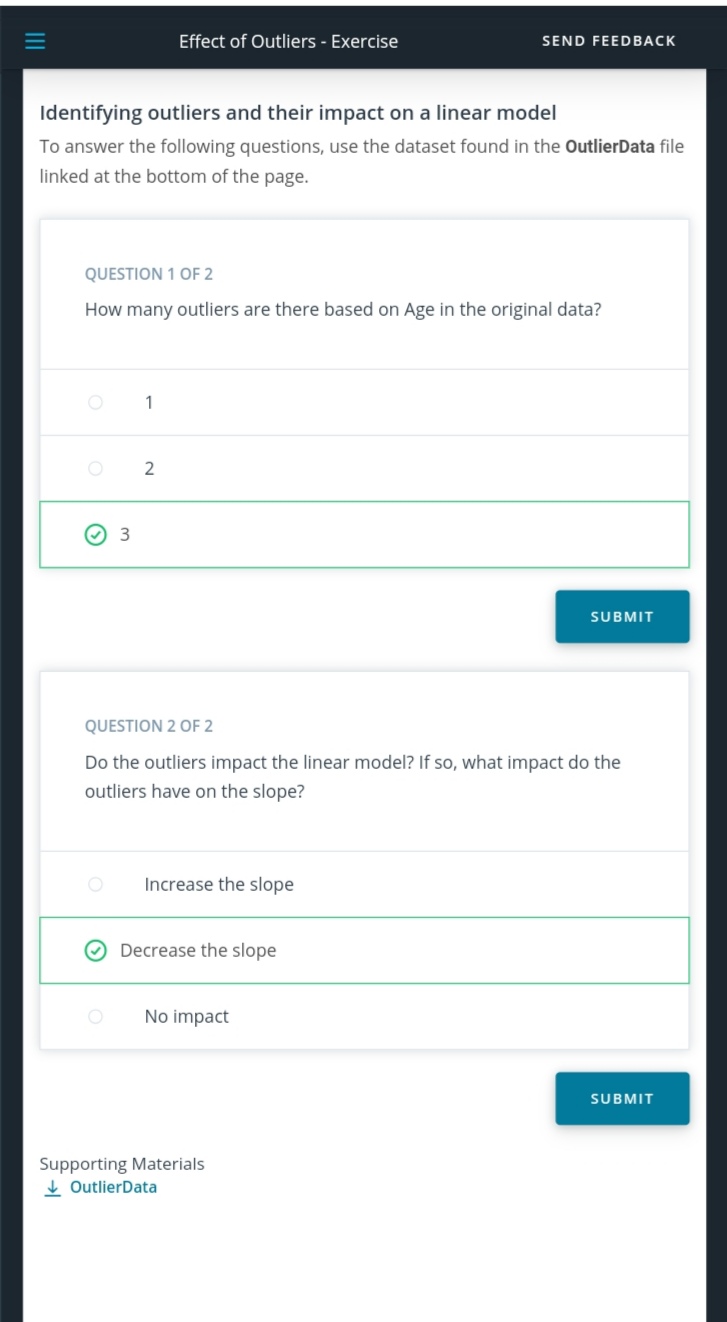 Effect of Outliers - Exercise
SEND FEEDBACK
Identifying outliers and their impact on a linear model
To answer the following questions, use the dataset found in the OutlierData file
linked at the bottom of the page.
QUESTION 1 OF 2
How many outliers are there based on Age in the original data?
1
2
3
SUBMIT
QUESTION 2 OF 2
Do the outliers impact the linear model? If so, what impact do the
outliers have on the slope?
Increase the slope
Decrease the slope
No impact
SUBMIT
Supporting Materials
OutlierData